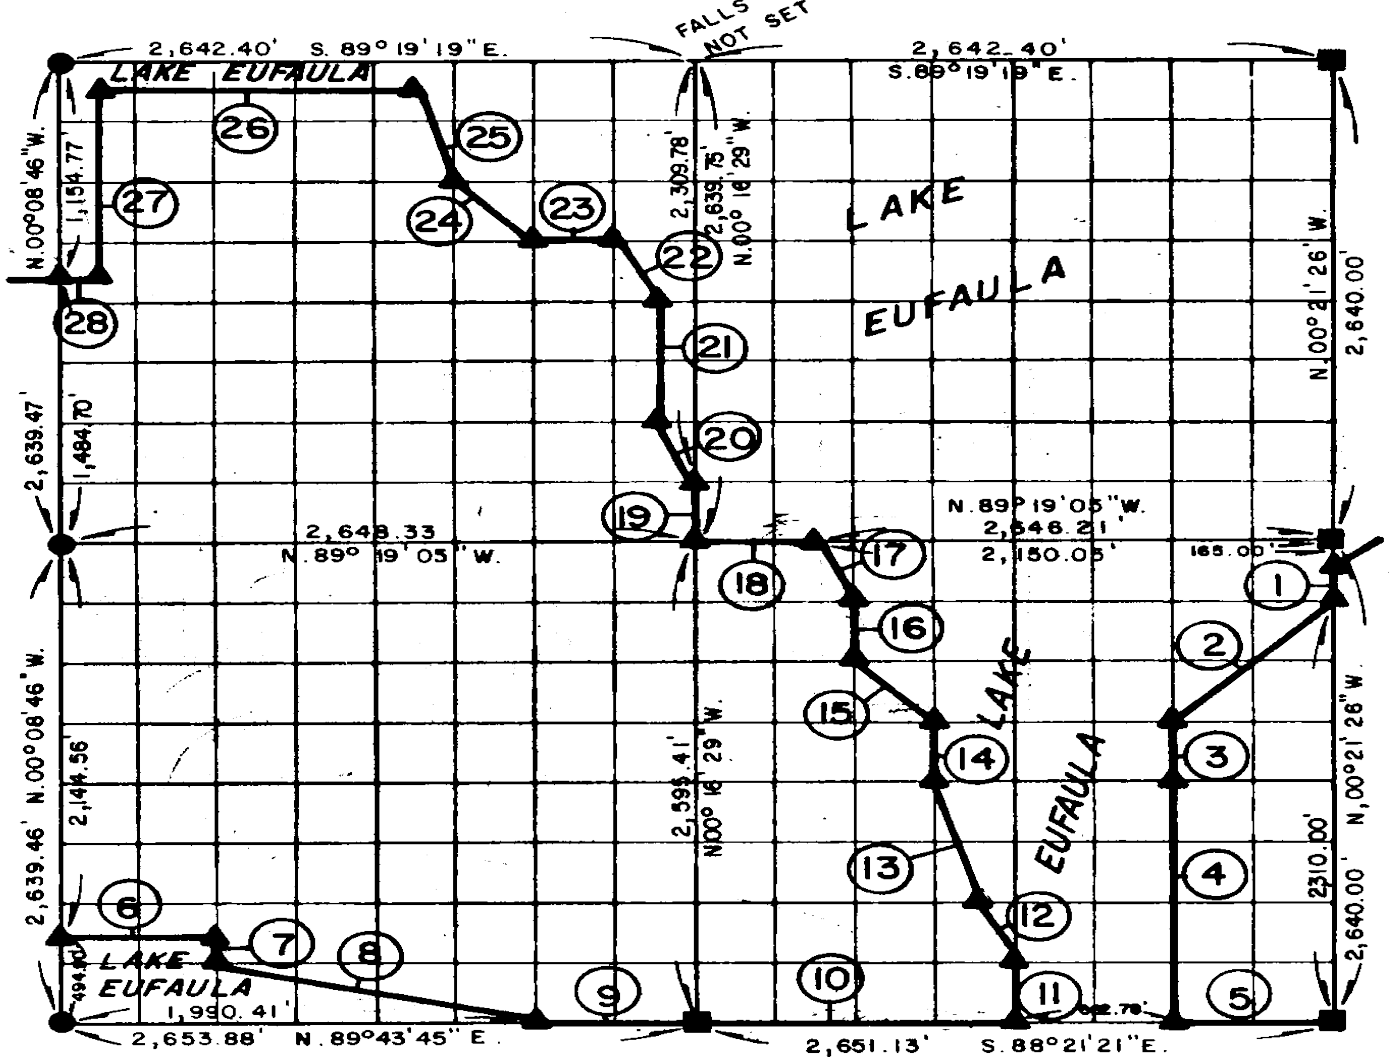 FALLS
NOT SET
2,642.40' S. 89° 19' 19" E.
2,642.40'
S. 89° 19' 19" E.
LAKE EUFAULA
26
25
27
24
23
22
28
21
20
19
N. 00° 08' 46" W.
1,154.77'
2,309.78'
2,639.75'
N. 00° 16' 29" W.
LAKE
EUFAULA
N. 00° 21' 26" W.
2,640.00'
2,639.47'
1,484.70'
2,648.33
N. 89° 19' 05" W.
N. 89° 19' 05" W.
2,646.21'
2,150.05'
165.00'
18
17
1
16
2
15
14
3
LAKE
EUFAULA
13
4
12
2,639.46' N. 00° 08' 46" W.
2,144.56'
2,595.41'
N00° 16' 29" W.
N, 00° 21' 26" W
2310.00'
2,640.00'
6
7
8
9
10
11
5
LAKE
EUFAULA
1,990.41'
2,653.88' N. 89° 43' 45" E.
2,651.13' S. 88° 21' 21" E.